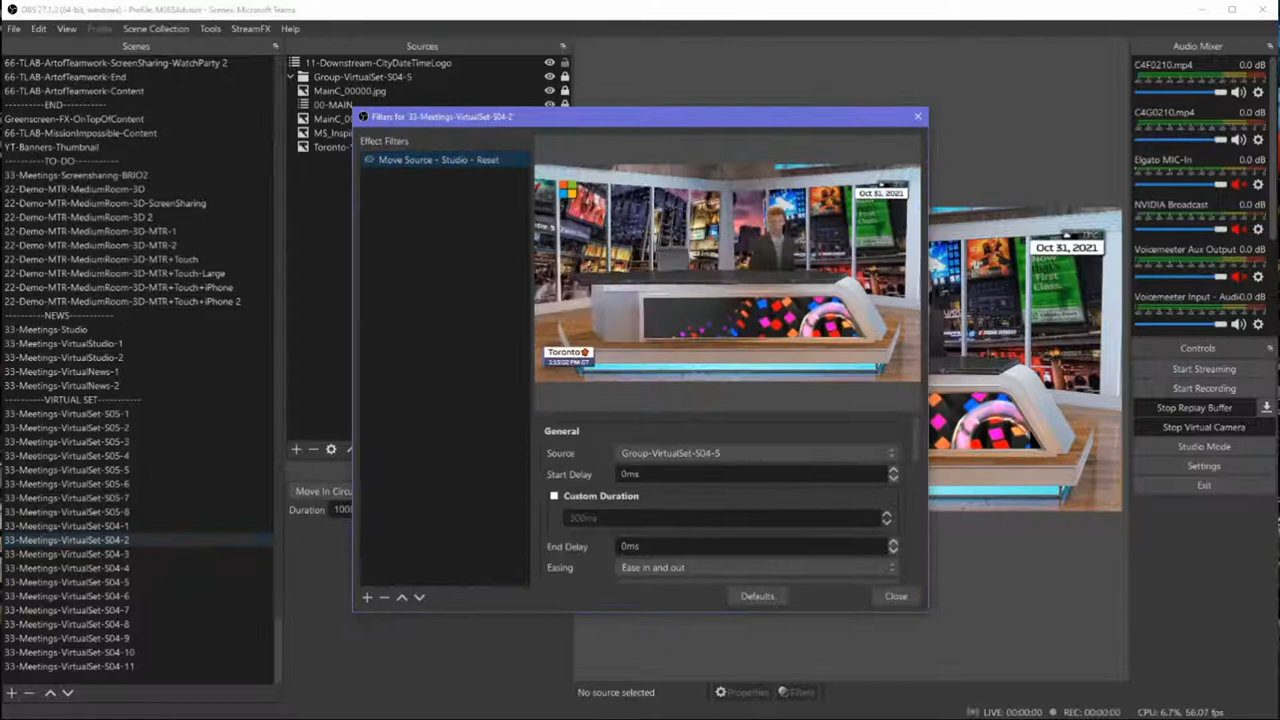 OBS 27.1.3 (64-bit, windows) - Profile: M365Advisor - Scenes: Microsoft Teams
File Edit View Profile Scene Collection Tools StreamFX Help
Scenes
66-TLAB-ArtofTeamwork-ScreenSharing-WatchParty 2
66-TLAB-ArtofTeamwork-End
66-TLAB-ArtofTeamwork-Content
----------END----------
Greenscreen-FX-OnTopOfContent
66-TLAB-MissionImpossible-Content
YT-Banners-Thumbnail
----------TO-DO----------
33-Meetings-Screensharing-BRIO2
22-Demo-MTR-MediumRoom-3D
22-Demo-MTR-MediumRoom-3D-ScreenSharing
22-Demo-MTR-MediumRoom-3D 2
22-Demo-MTR-MediumRoom-3D-MTR-1
22-Demo-MTR-MediumRoom-3D-MTR-2
22-Demo-MTR-MediumRoom-3D-MTR+Touch
22-Demo-MTR-MediumRoom-3D-MTR+Touch-Large
22-Demo-MTR-MediumRoom-3D-MTR+Touch+iPhone
22-Demo-MTR-MediumRoom-3D-MTR+Touch+iPhone 2
----------NEWS----------
33-Meetings-Studio
33-Meetings-VirtualStudio-1
33-Meetings-VirtualStudio-2
33-Meetings-VirtualNews-1
33-Meetings-VirtualNews-2
----------VIRTUAL SET----------
33-Meetings-VirtualSet-S05-1
33-Meetings-VirtualSet-S05-2
33-Meetings-VirtualSet-S05-3
33-Meetings-VirtualSet-S05-4
33-Meetings-VirtualSet-S05-5
33-Meetings-VirtualSet-S05-6
33-Meetings-VirtualSet-S05-7
33-Meetings-VirtualSet-S05-8
33-Meetings-VirtualSet-S04-1
33-Meetings-VirtualSet-S04-2
33-Meetings-VirtualSet-S04-3
33-Meetings-VirtualSet-S04-4
33-Meetings-VirtualSet-S04-5
33-Meetings-VirtualSet-S04-6
33-Meetings-VirtualSet-S04-7
33-Meetings-VirtualSet-S04-8
33-Meetings-VirtualSet-S04-9
33-Meetings-VirtualSet-S04-10
33-Meetings-VirtualSet-S04-11
Sources
11-Downstream-CityDateTimeLogo
Group-VirtualSet-S04-5
MainC_00000.jpg
00-MAIN
MainC_0
MS_Inspi
Toronto-
Move In Circu
Duration 100
Filters for '33-Meetings-VirtualSet-S04-2'
Effect Filters
Move Source - Studio - Reset
Oct 31, 2021
Toronto
General
Source Group-VirtualSet-S04-5
Start Delay 0ms
Custom Duration
300ms
End Delay 0ms
Easing Ease in and out
Defaults Close
Oct 31, 2021
Now
that's
First
Class.
No source selected Properties Filters
Audio Mixer
C4F0210.mp4 0.0 dB
C4G0210.mp4 0.0 dB
Elgato MIC-In 0.0 dB
NVIDIA Broadcast 0.0 dB
Voicemeeter Aux Output 0.0 dB
Voicemeeter Input - Audi 0.0 dB
Controls
Start Streaming
Start Recording
Stop Replay Buffer
Stop Virtual Camera
Studio Mode
Settings
Exit
LIVE: 00:00:00 REC: 00:00:00 CPU: 6.7%, 56.07 fps